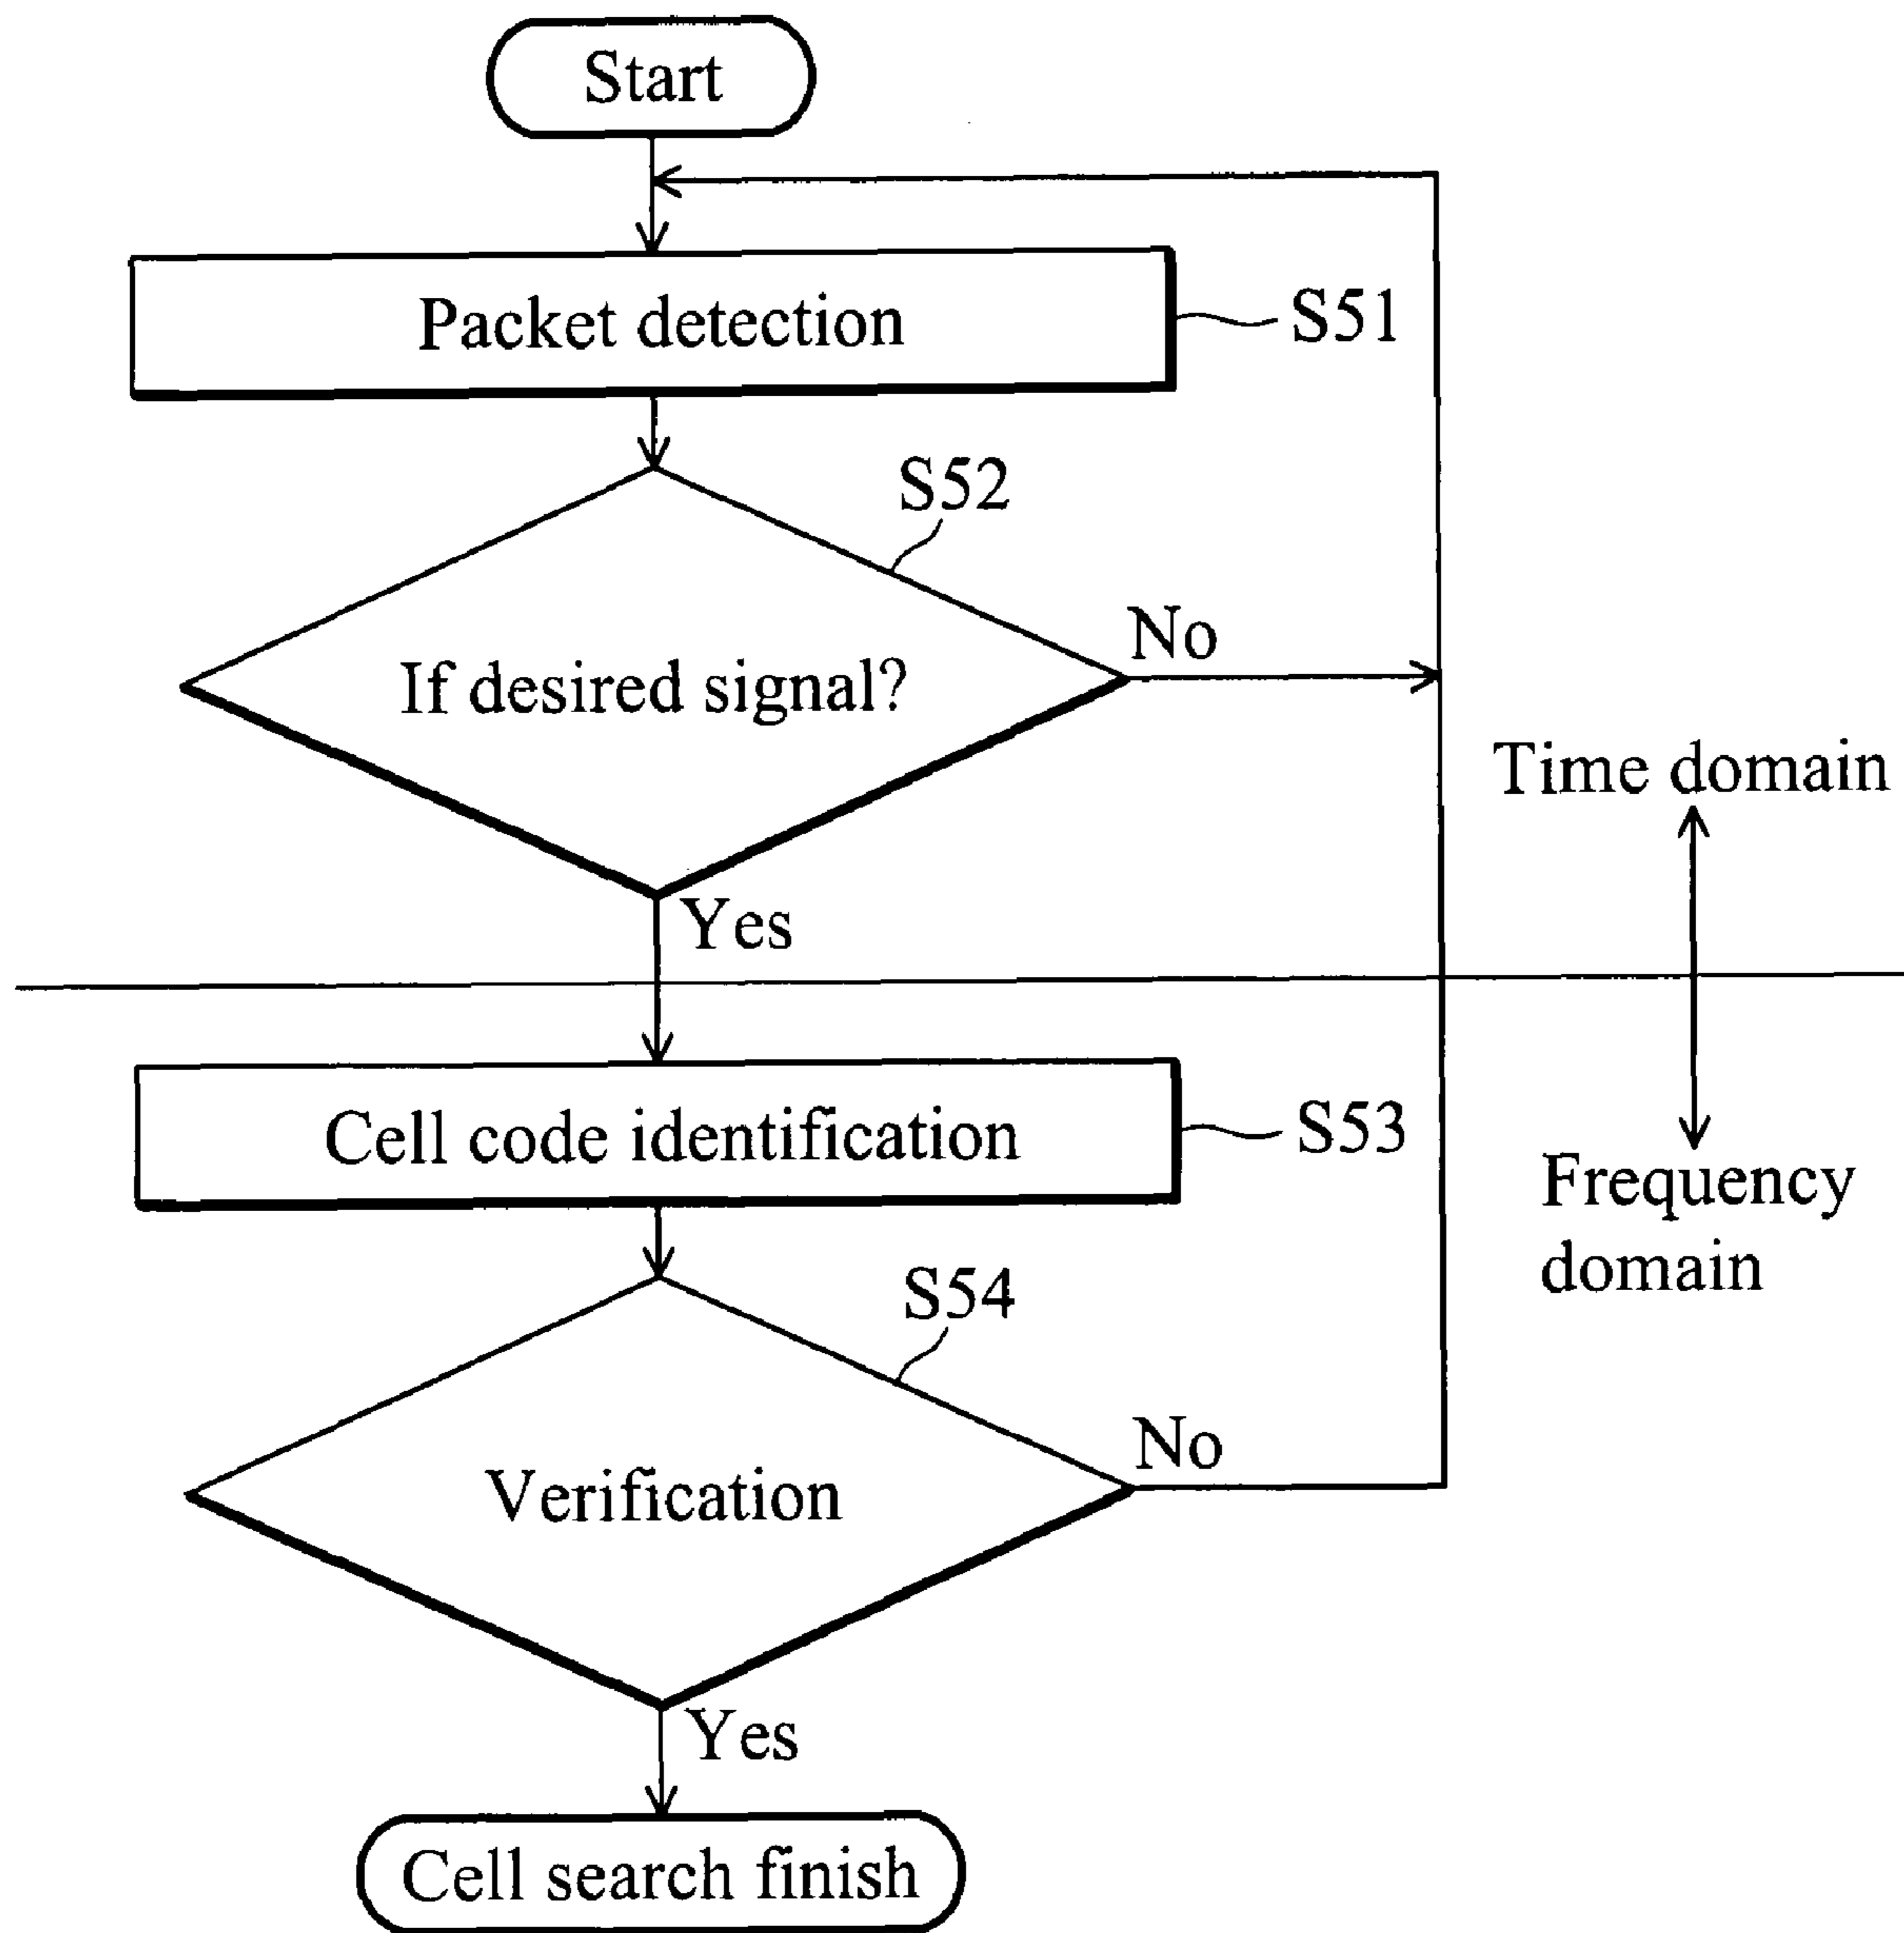 Start
Packet detection
S51
S52
If desired signal?
No
Yes
Time domain
Frequency
domain
Cell code identification
S53
S54
Verification
No
Yes
Cell search finish